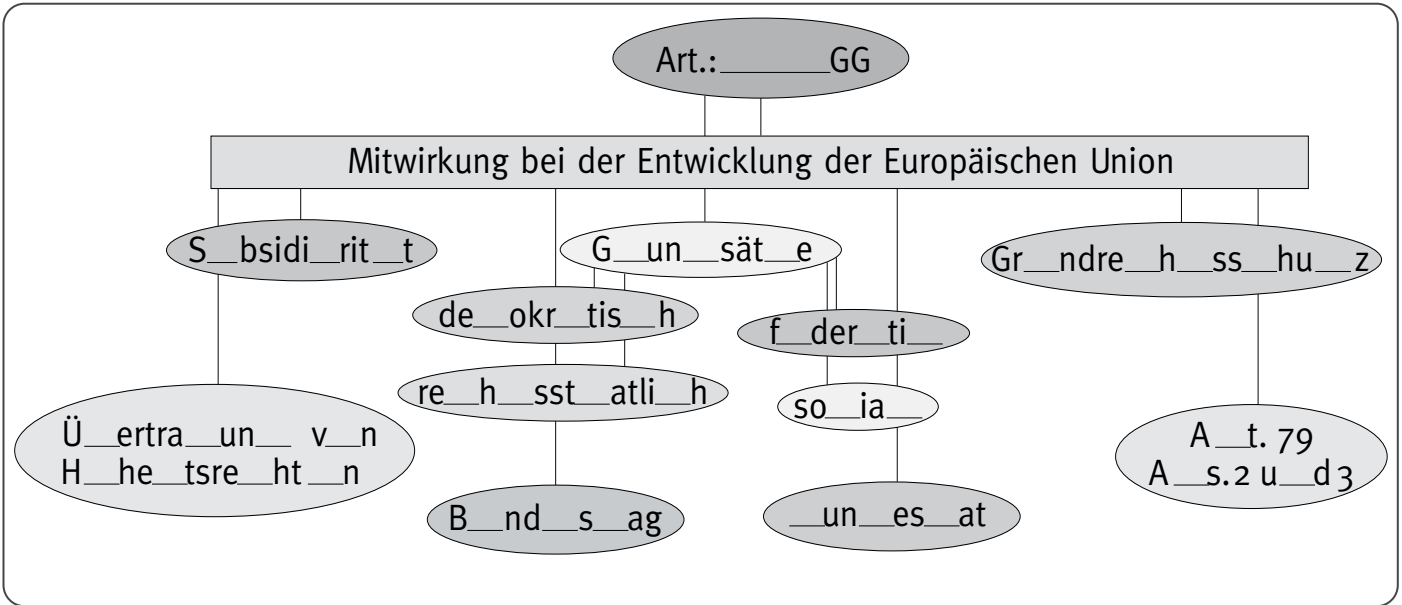 Art.:______GG
Mitwirkung bei der Entwicklung der Europäischen Union
S__bsidi__rit__t
G__un__sät__e
Gr__ndre__h__ss__hu__z
de__okr__tis__h
f__der__ti__
re__h__sst__atli__h
so__ia__
Ü__ertra__un__ v__n
H__he__tsre__ht__n
A__t. 79
A__s.2 u__d 3
B__nd__s__ag
__un__es__at